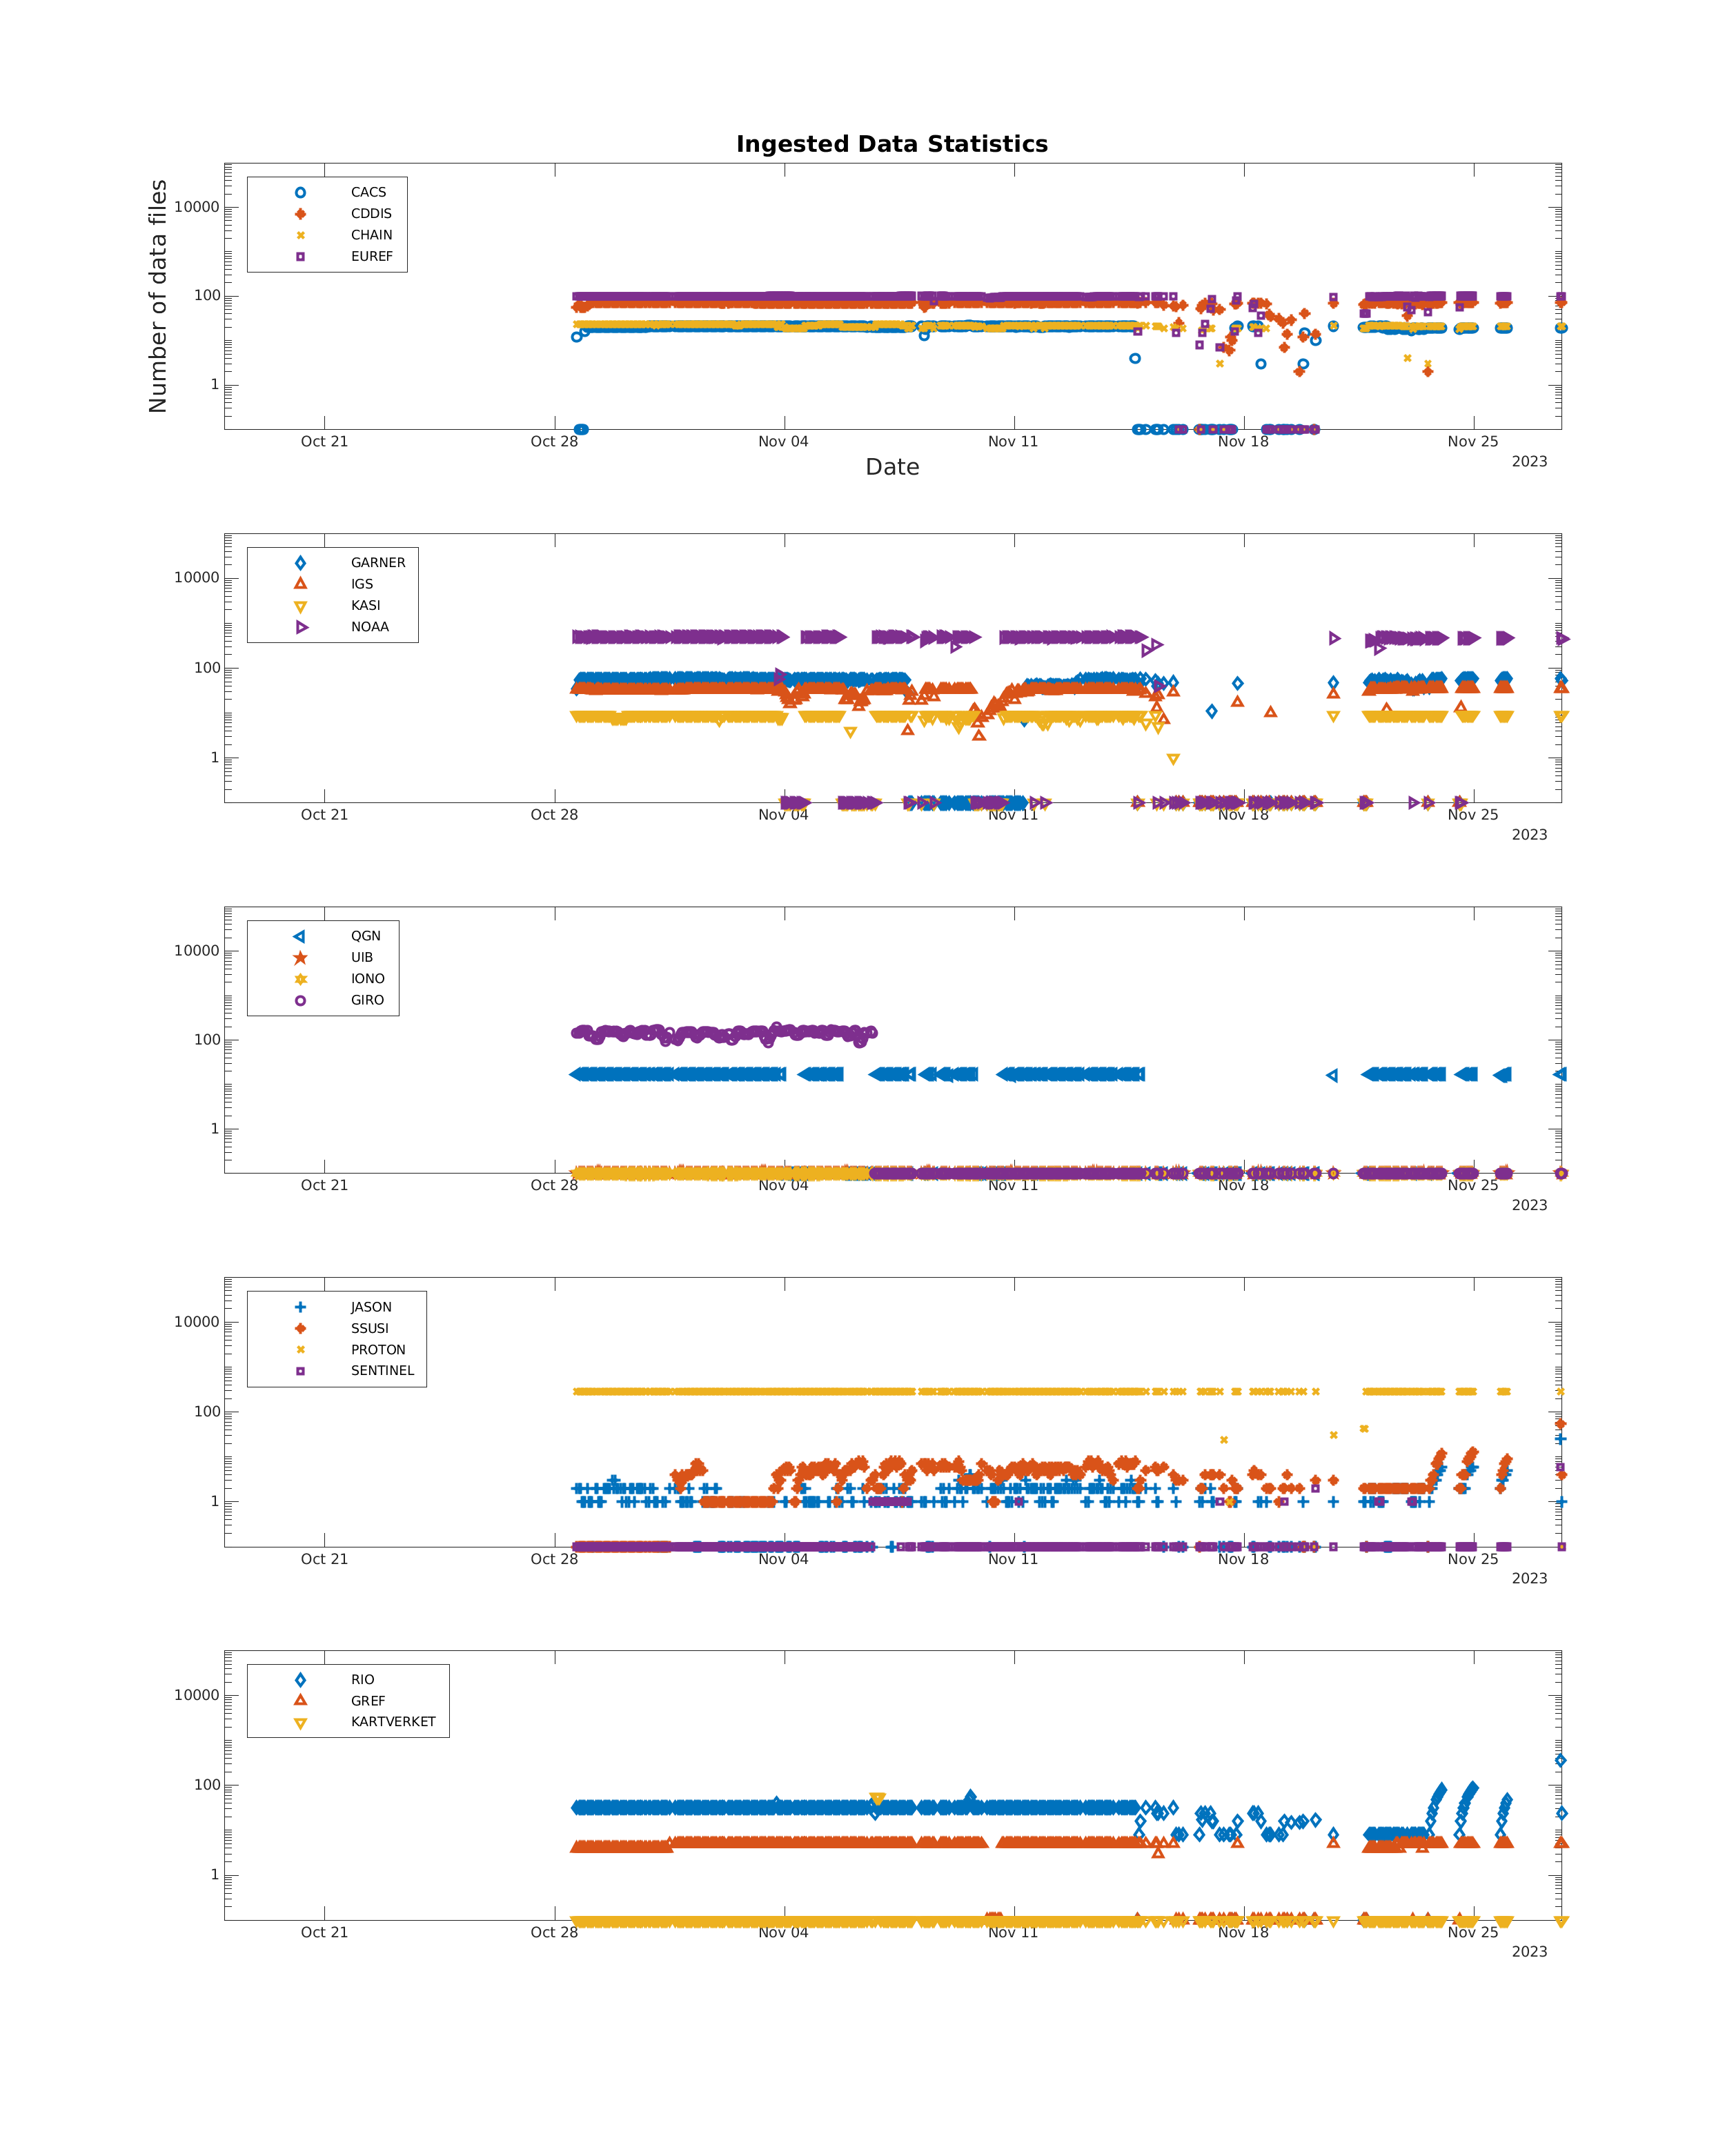 Ingested Data Statistics
Number of data files
CACS
CDDIS
CHAIN
EUREF
10000
100
1
Oct 21 Oct 28 Nov 04 Nov 11 Nov 18 Nov 25
2023
Date
GARNER
IGS
KASI
NOAA
10000
100
1
Oct 21 Oct 28 Nov 04 Nov 11 Nov 18 Nov 25
2023
QGN
UIB
IONO
GIRO
10000
100
1
Oct 21 Oct 28 Nov 04 Nov 11 Nov 18 Nov 25
2023
JASON
SSUSI
PROTON
SENTINEL
10000
100
1
Oct 21 Oct 28 Nov 04 Nov 11 Nov 18 Nov 25
2023
RIO
GREF
KARTVERKET
10000
100
1
Oct 21 Oct 28 Nov 04 Nov 11 Nov 18 Nov 25
2023